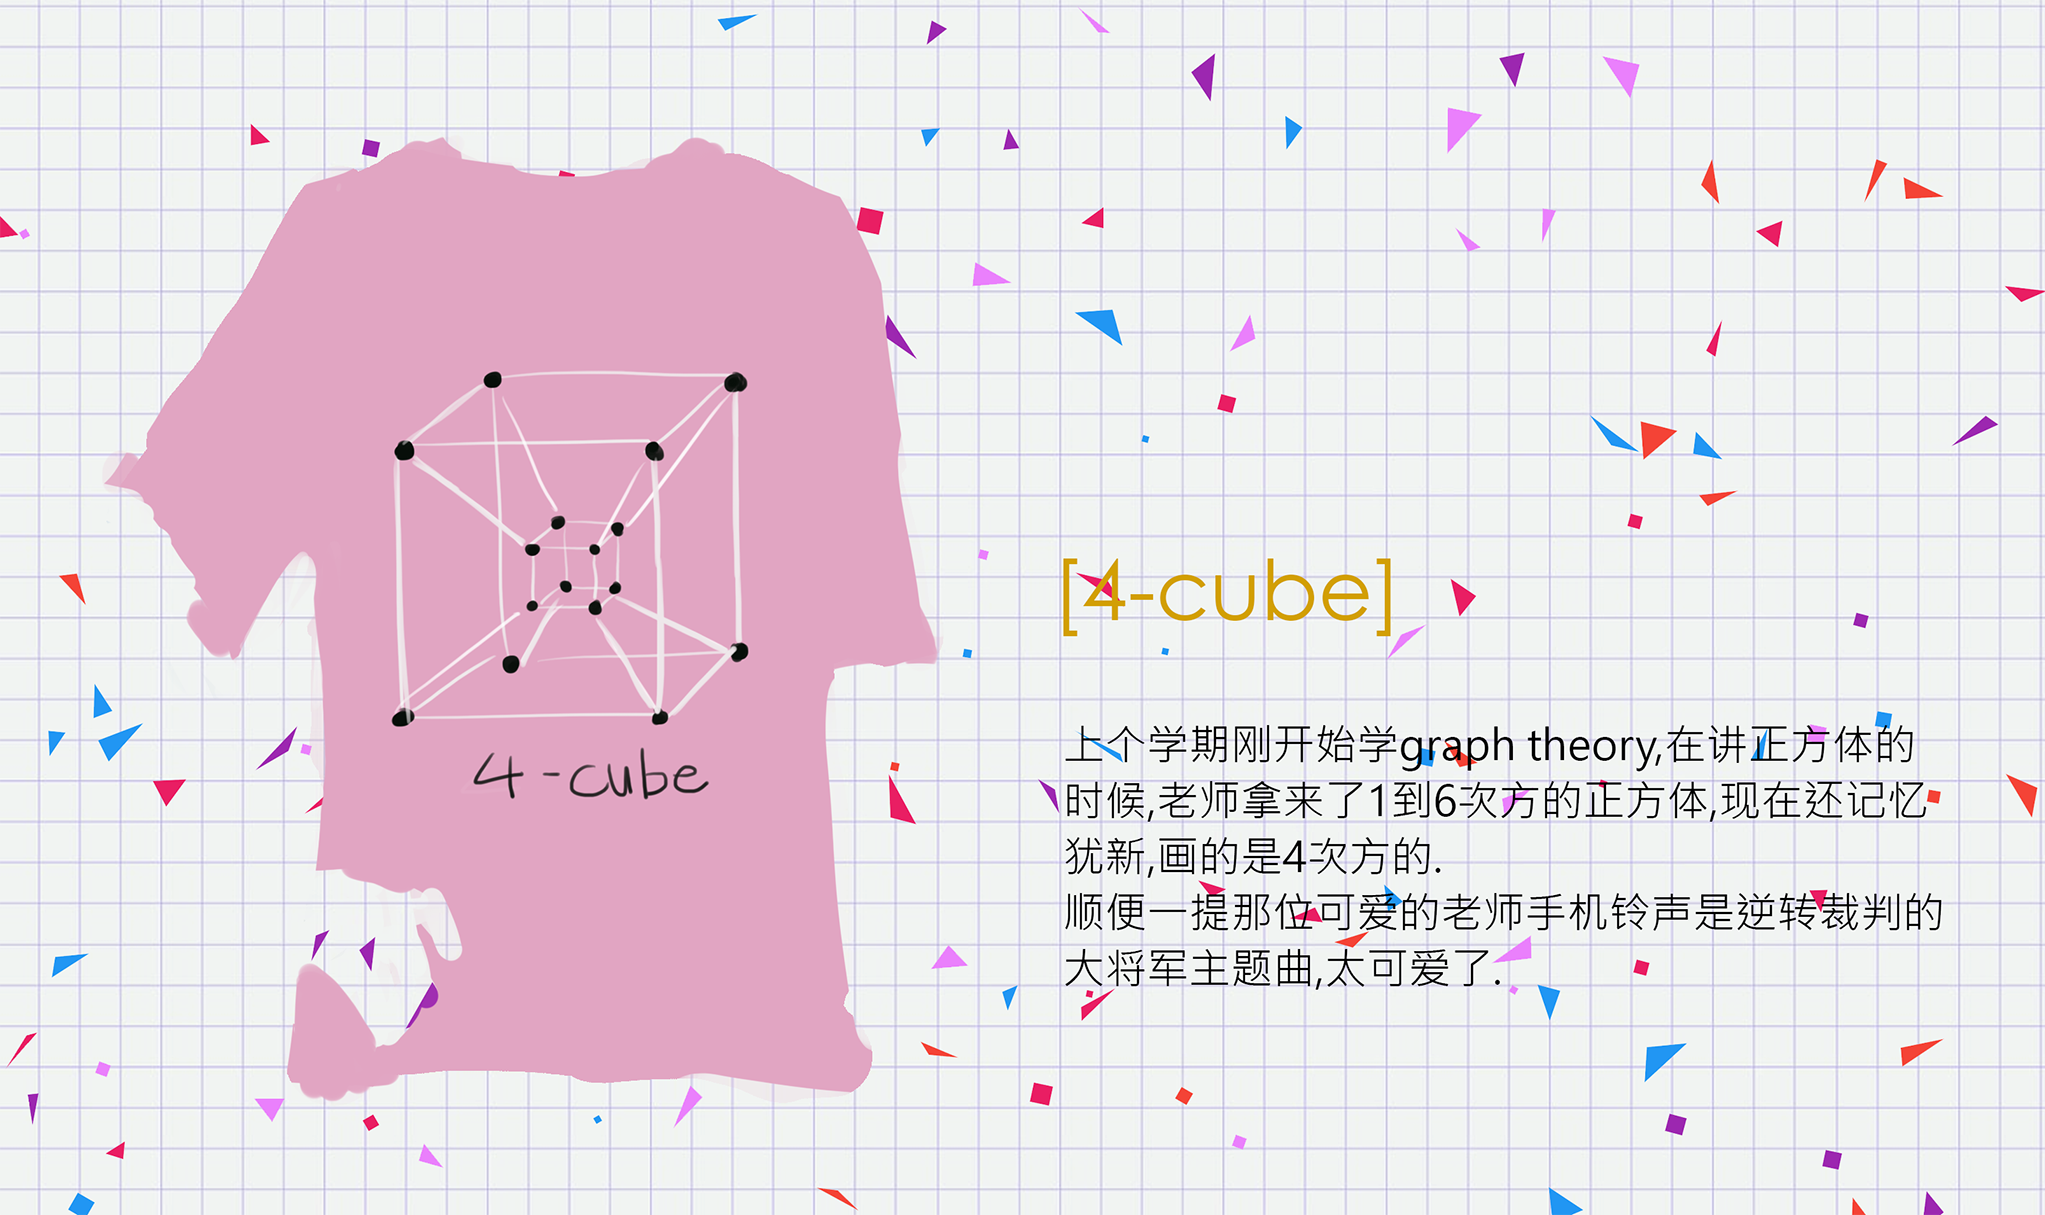 4-cube
[4-cube]
上个学期刚开始学graph theory,在讲正方体的
时候,老师拿来了1到6次方的正方体,现在还记忆
犹新,画的是4次方的.
顺便一提那位可爱的老师手机铃声是逆转裁判的
大将军主题曲,太可爱了.